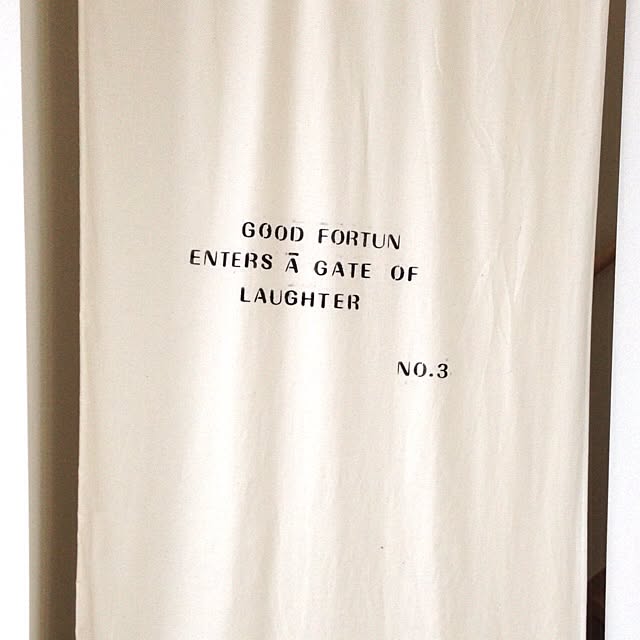 GOOD FORTUN
ENTERS Ā GATE OF
LAUGHTER
NO.3